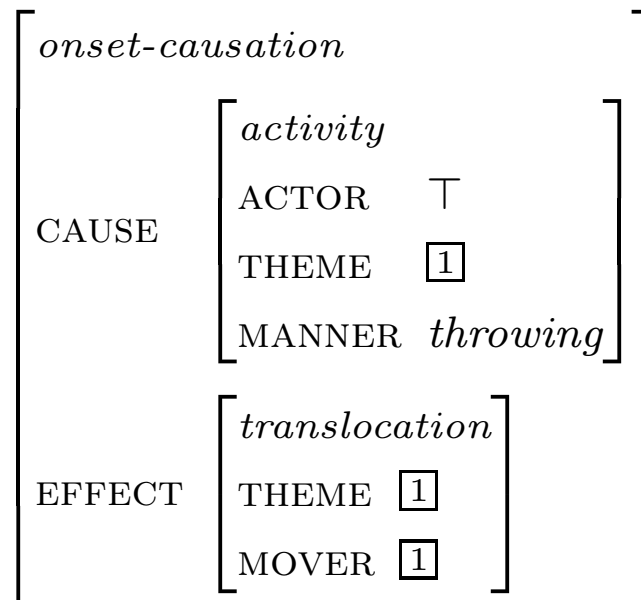 onset-causation
activity
ACTOR ⊤
CAUSE
THEME 1
MANNER throwing
translocation
EFFECT THEME 1
MOVER 1